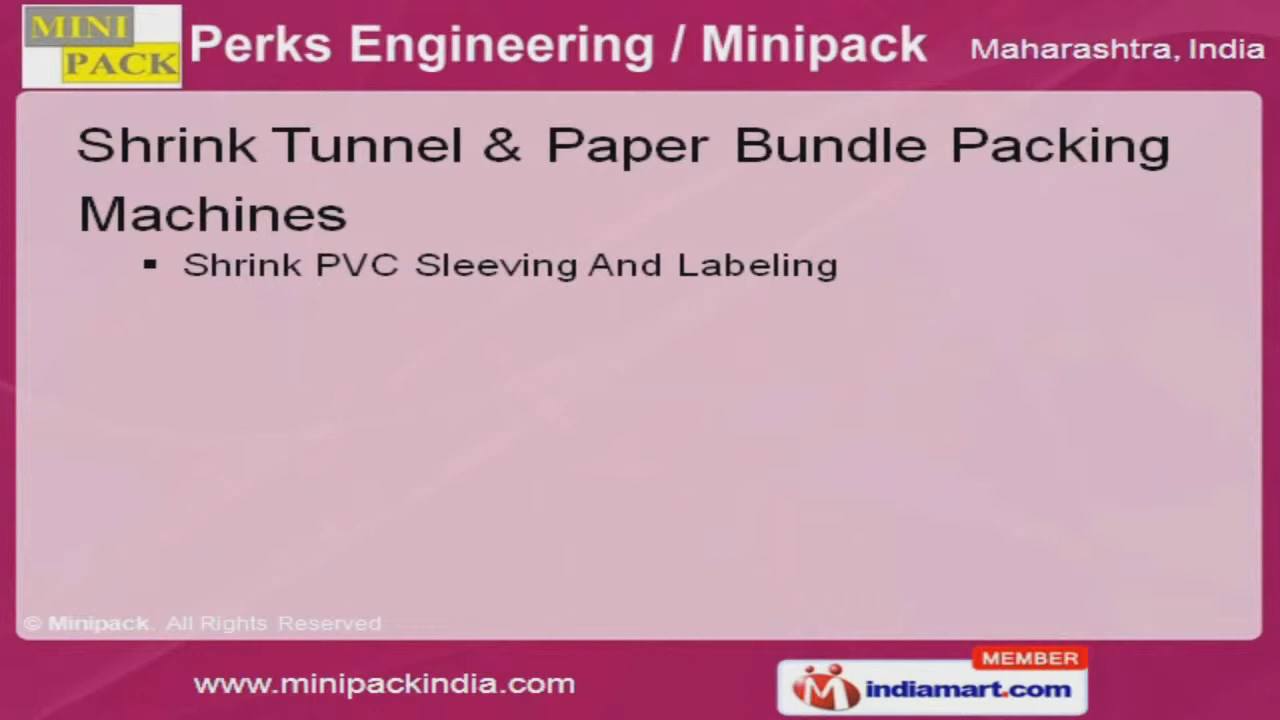 MINI
PACK
Perks Engineering / Minipack
Maharashtra, India
Shrink Tunnel & Paper Bundle Packing
Machines
▪ Shrink PVC Sleeving And Labeling
© Minipack. All Rights Reserved
www.minipackindia.com
MEMBER
indiamart.com